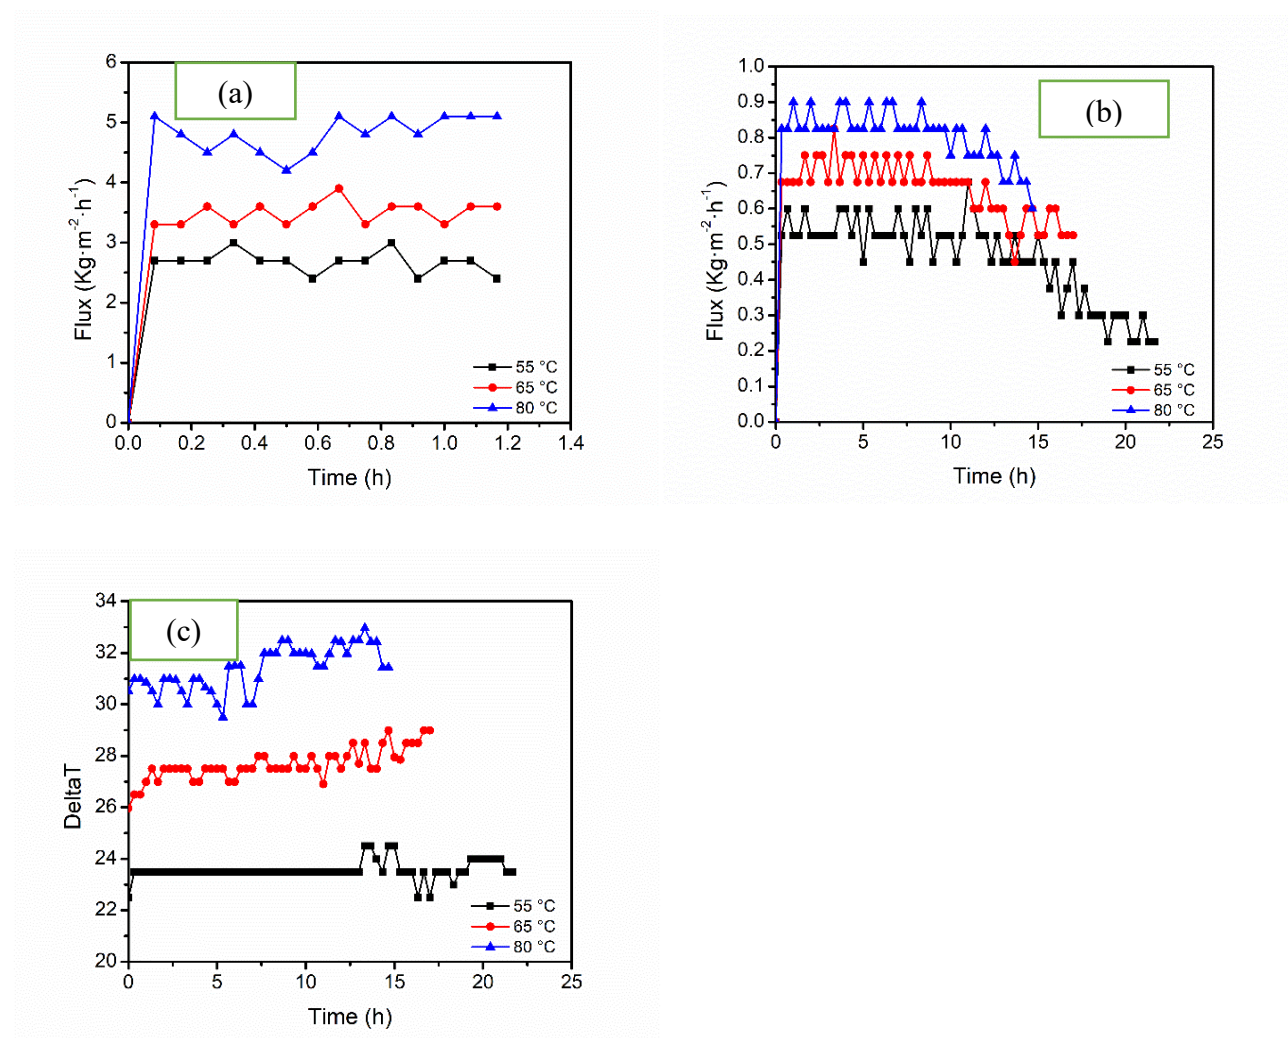 (a)
Flux (Kg·m⁻²·h⁻¹)
6
5
4
3
2
1
0
0.0 0.2 0.4 0.6 0.8 1.0 1.2 1.4
Time (h)
55 °C
65 °C
80 °C
(b)
Flux (Kg·m⁻²·h⁻¹)
1.0
0.9
0.8
0.7
0.6
0.5
0.4
0.3
0.2
0.1
0.0
0 5 10 15 20 25
Time (h)
55 °C
65 °C
80 °C
(c)
DeltaT
34
32
30
28
26
24
22
20
0 5 10 15 20 25
Time (h)
55 °C
65 °C
80 °C